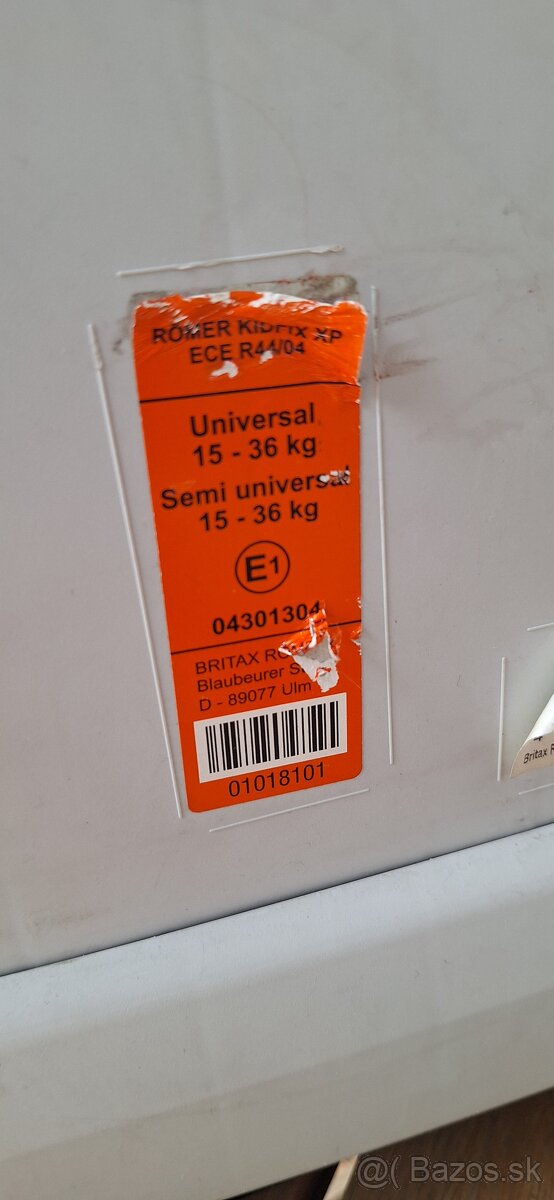 RÖMER KIDFIX XP
ECE R44/04
Universal
15 - 36 kg
Semi universal
15 - 36 kg
E1
04301304
BRITAX
Blaubeurer
D - 89077 Ulm
01018101
Britax
@( Bazos.sk